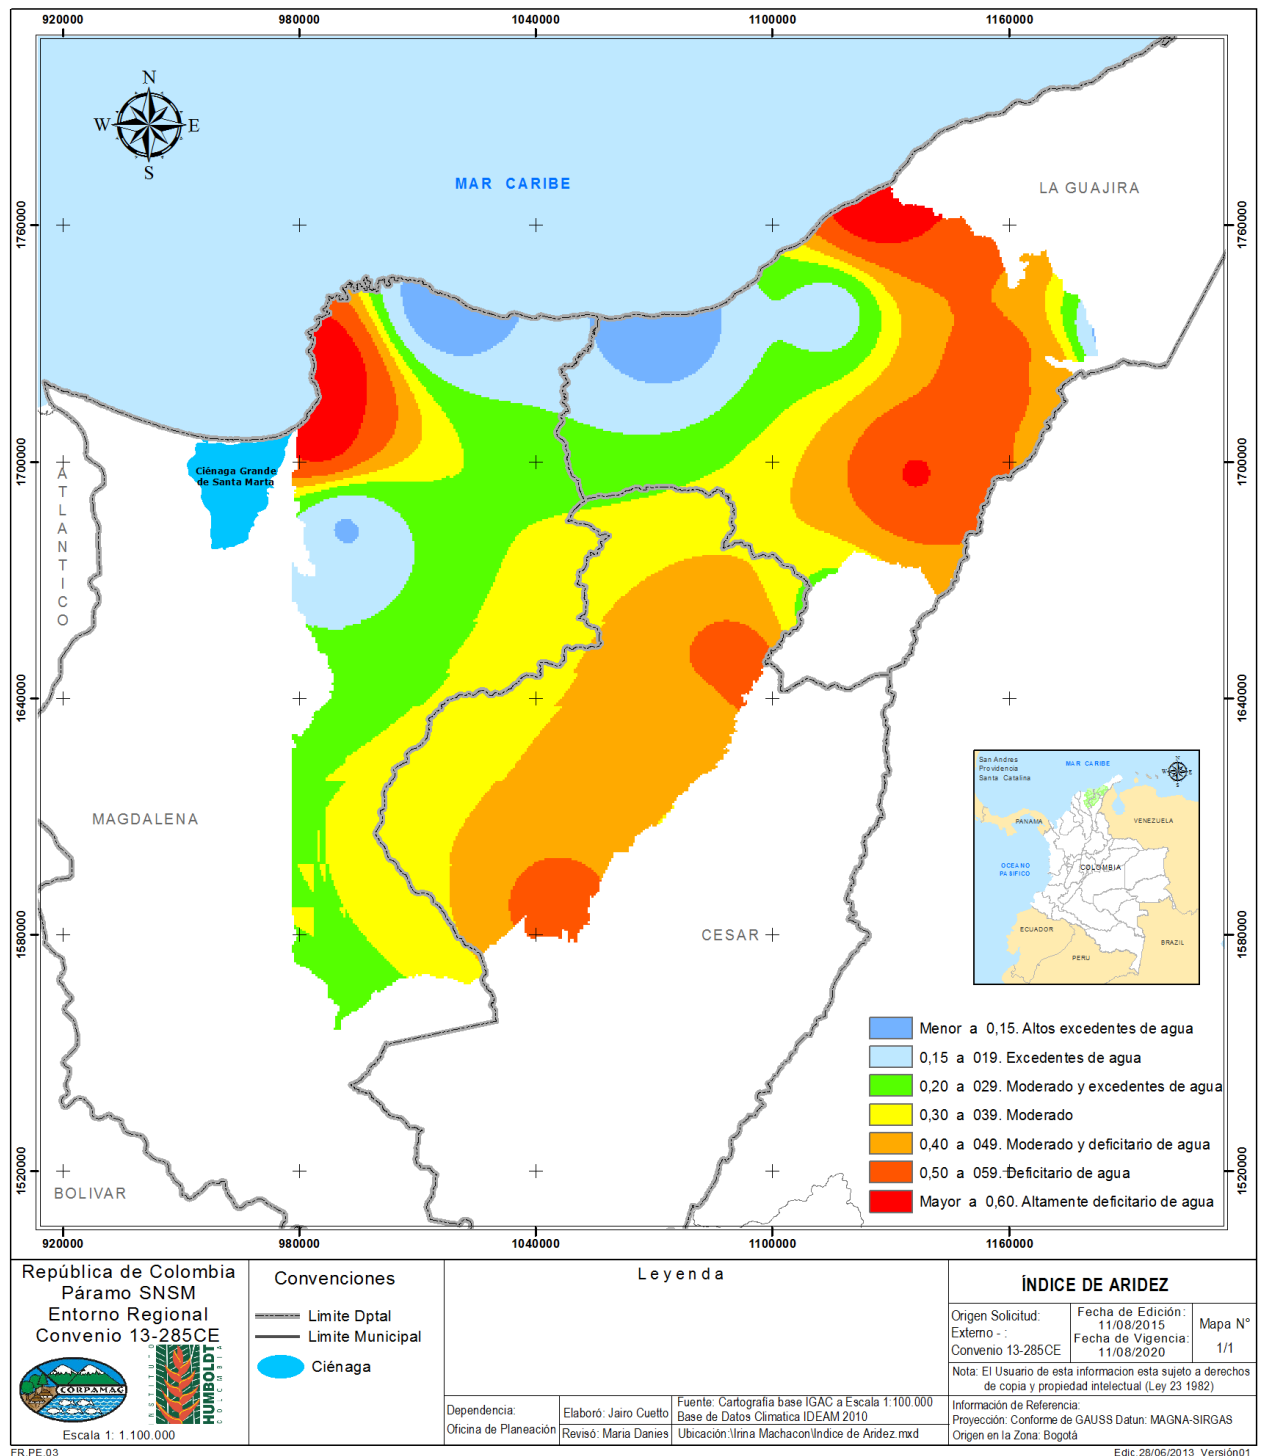 920000 980000 1040000 1100000 1160000
N
W E
S
MAR CARIBE
LA GUAJIRA
1760000 1760000
Ciénaga Grande
de Santa Marta
1700000 1700000
ATLANTICO
1640000 1640000
MAGDALENA
San Andres
Providencia
Santa Catalina
MAR CARIBE
N
W E
S
PANAMA
VENEZUELA
OCEANO
PASIFICO
COLOMBIA
ECUADOR
BRAZIL
PERU
CESAR
1580000 1580000
Menor a 0,15. Altos excedentes de agua
0,15 a 019. Excedentes de agua
0,20 a 029. Moderado y excedentes de agua
0,30 a 039. Moderado
0,40 a 049. Moderado y deficitario de agua
0,50 a 059. Deficitario de agua
Mayor a 0,60. Altamente deficitario de agua
1520000 1520000
BOLIVAR
920000 980000 1040000 1100000 1160000
República de Colombia
Páramo SNSM
Entorno Regional
Convenio 13-285CE
CORPAMAG
INSTITUTO
HUMBOLDT
COLOMBIA
Escala 1: 1.100.000
Convenciones
Limite Dptal
Limite Municipal
Ciénaga
Leyenda
Dependencia:
Oficina de Planeación
Elaboró: Jairo Cuetto
Revisó: Maria Danies
Fuente: Cartografia base IGAC a Escala 1:100.000
Base de Datos Climatica IDEAM 2010
Ubicación:\Irina Machacon\Indice de Aridez.mxd
ÍNDICE DE ARIDEZ
Origen Solicitud:
Externo - :
Convenio 13-285CE
Fecha de Edición:
11/08/2015
Fecha de Vigencia:
11/08/2020
Mapa N°
1/1
Nota: El Usuario de esta informacion esta sujeto a derechos
de copia y propiedad intelectual (Ley 23 1982)
Información de Referencia:
Proyección: Conforme de GAUSS Datun: MAGNA-SIRGAS
Origen en la Zona: Bogotá
FR.PE.03
Edic.28/06/2013_Versión01